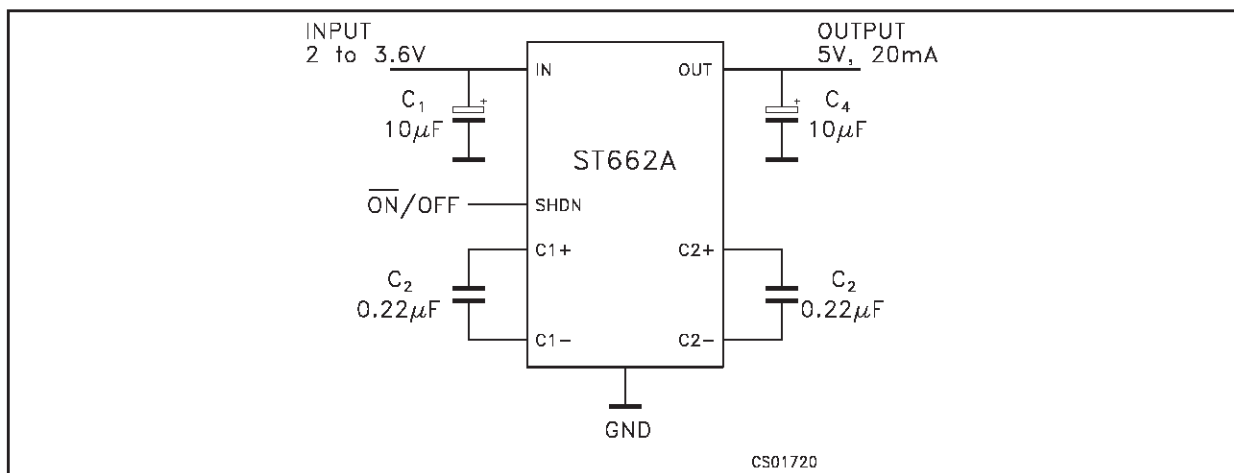 INPUT
2 to 3.6V
OUTPUT
5V, 20mA
IN
OUT
C₁
10µF
C₄
10µF
ST662A
O̅N̅/OFF
SHDN
C1+
C2+
C₂
0.22µF
C₂
0.22µF
C1−
C2−
GND
CS01720